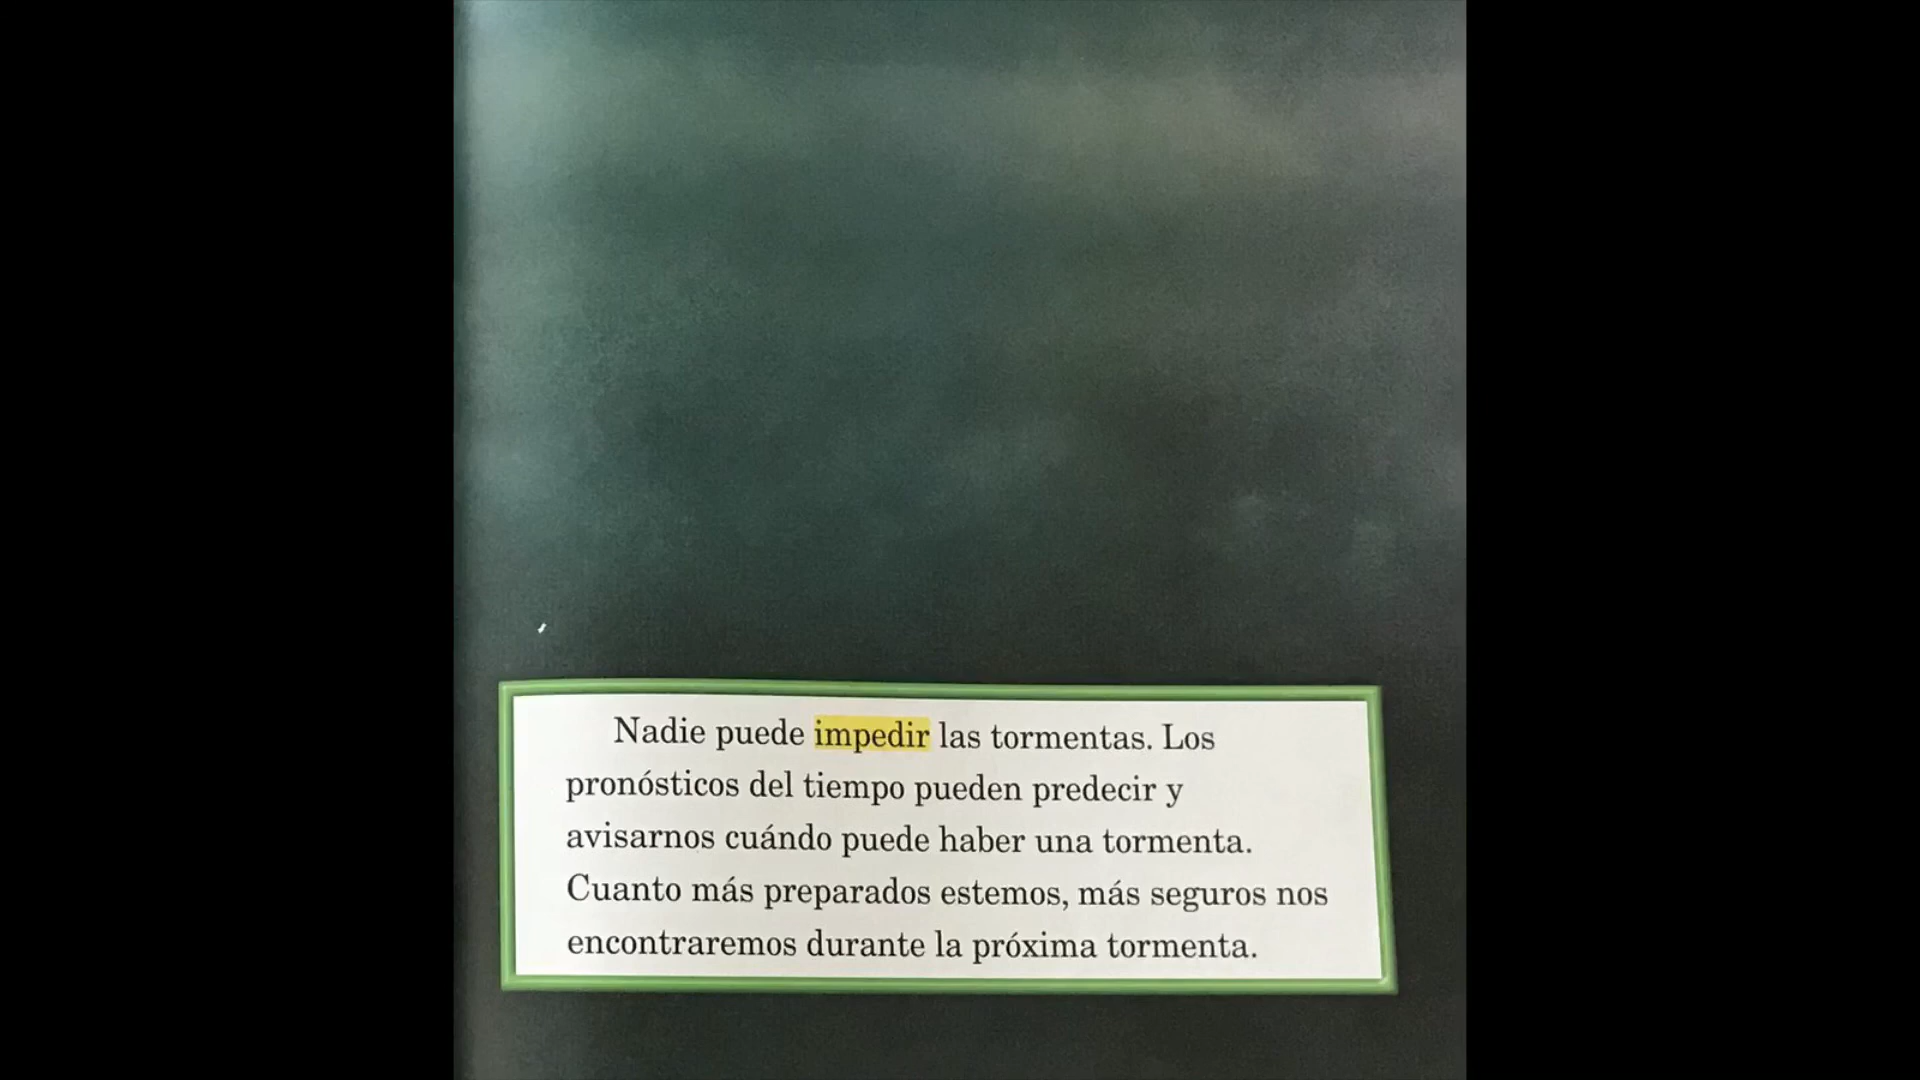 Nadie puede impedir las tormentas. Los
pronósticos del tiempo pueden predecir y
avisarnos cuándo puede haber una tormenta.
Cuanto más preparados estemos, más seguros nos
encontraremos durante la próxima tormenta.